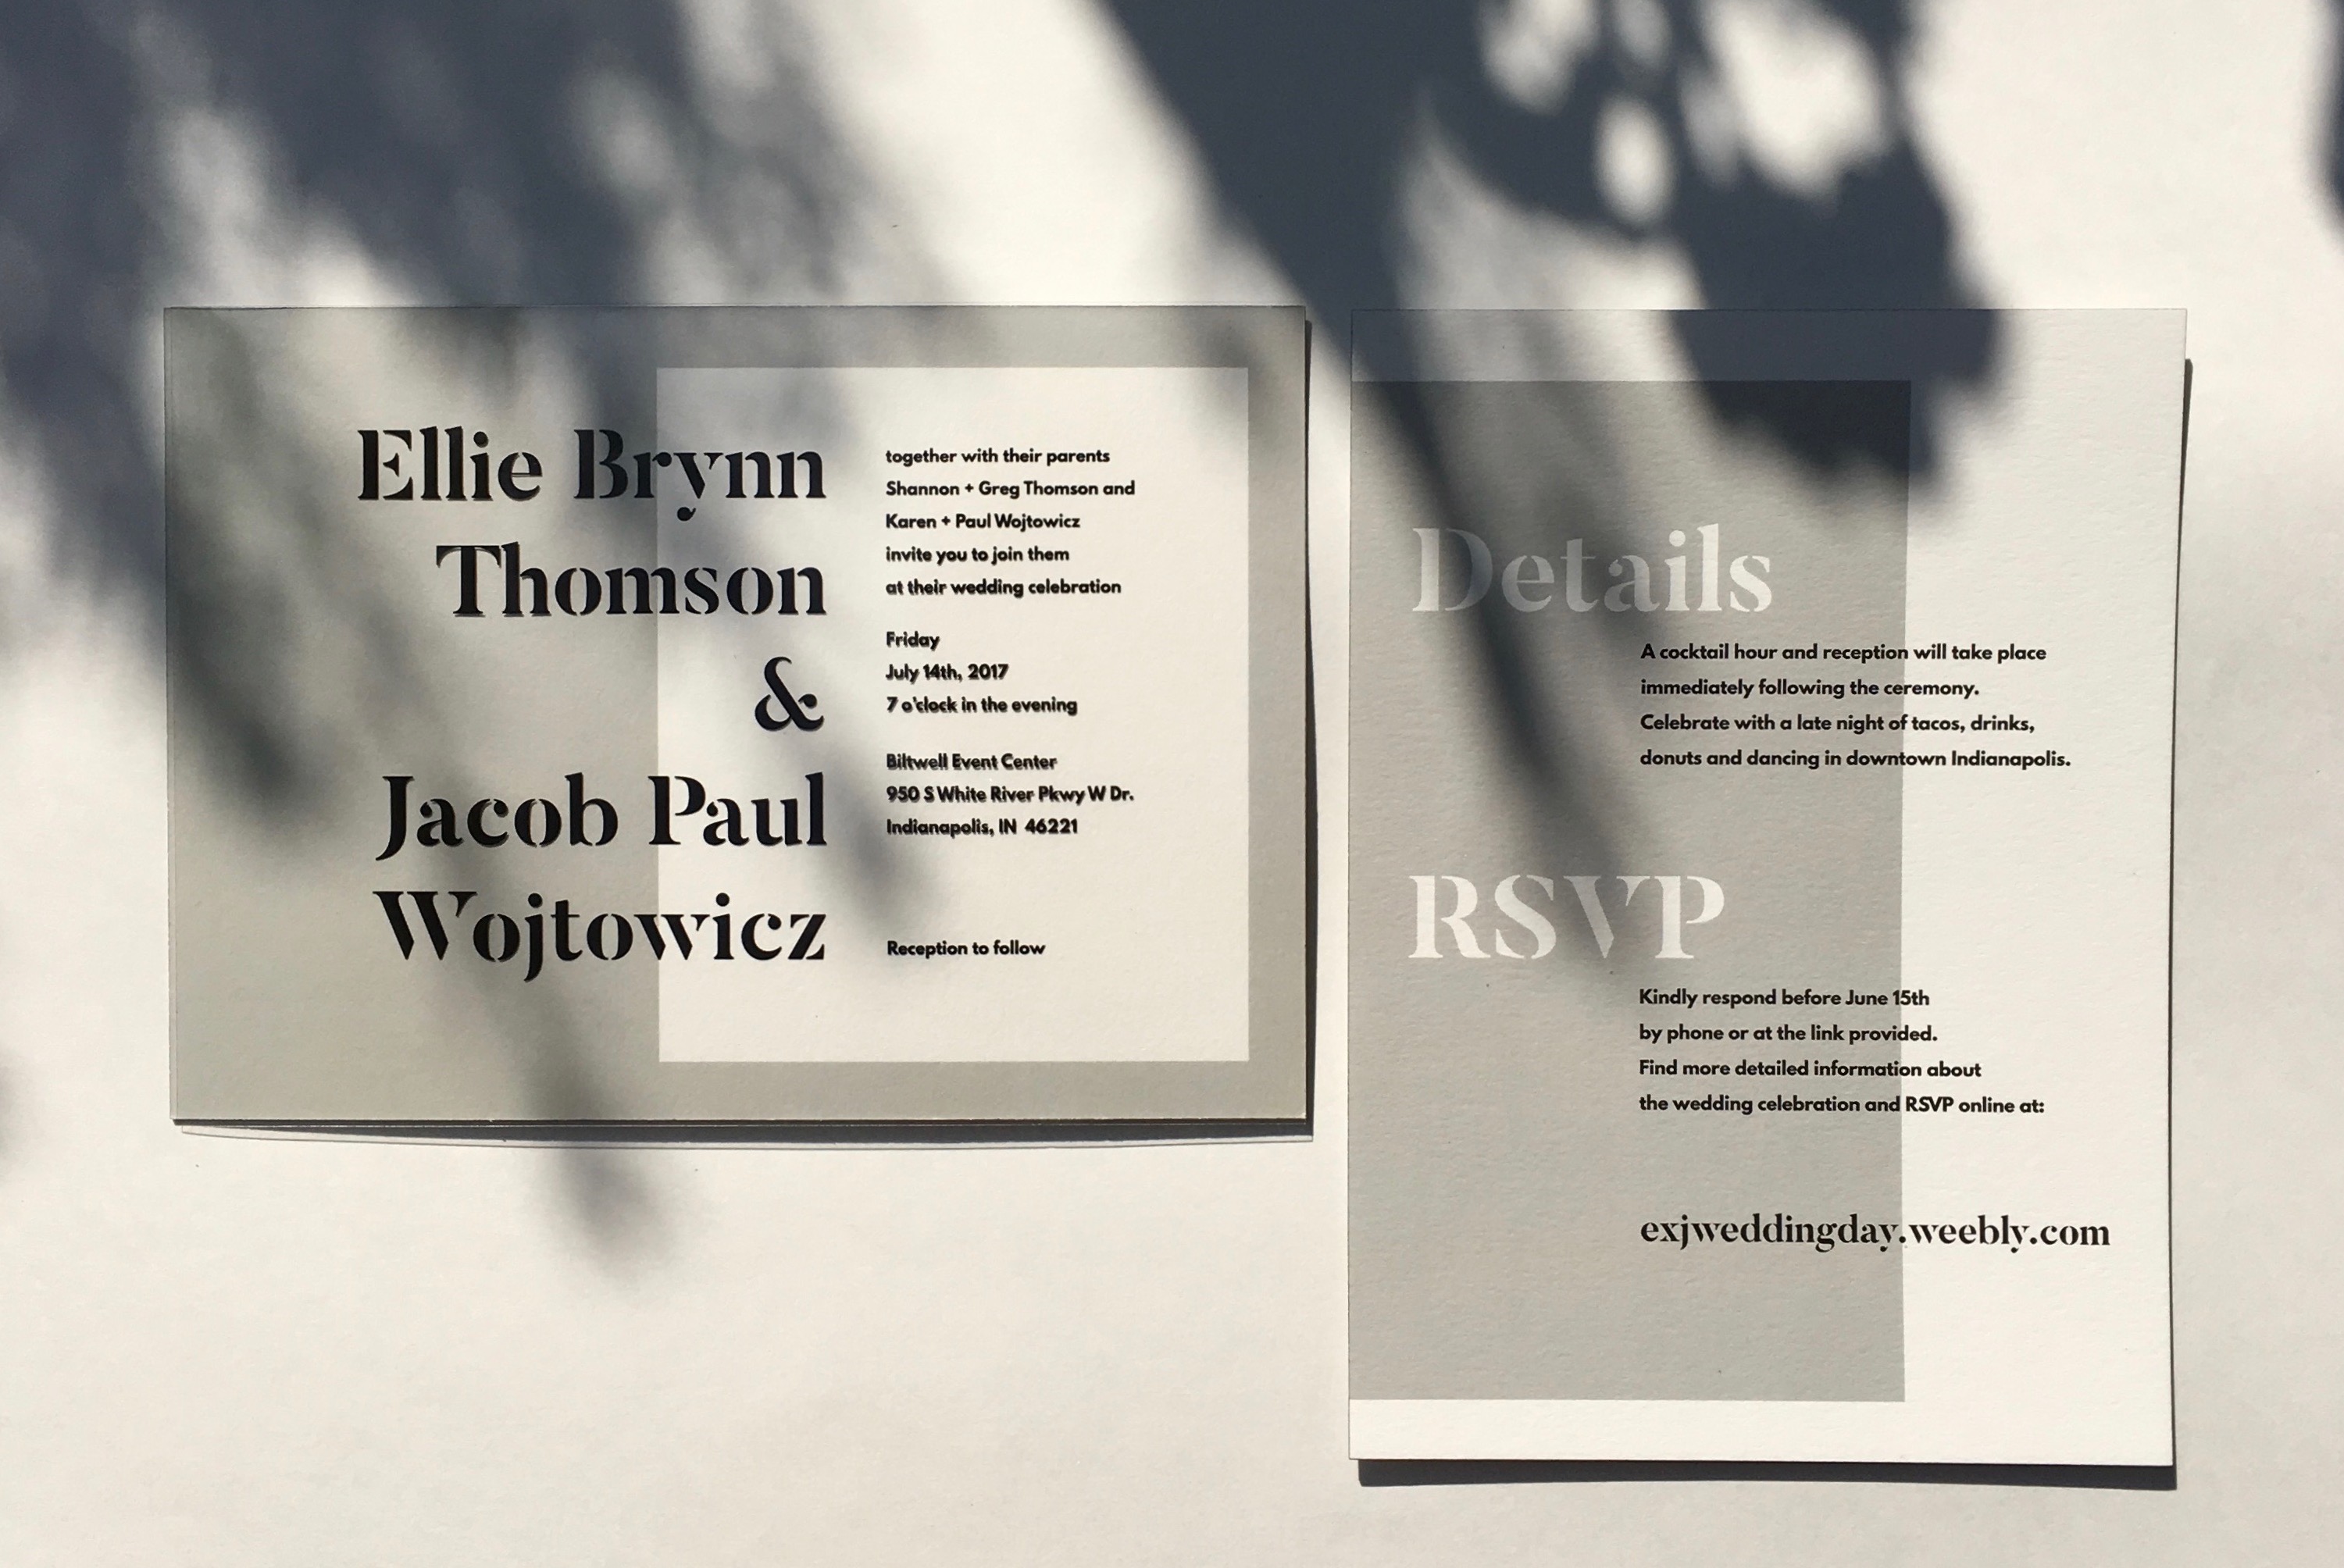 Ellie Brynn
Thomson
&
Jacob Paul
Wojtowicz
together with their parents
Shannon + Greg Thomson and
Karen + Paul Wojtowicz
invite you to join them
at their wedding celebration
Friday
July 14th, 2017
7 o'clock in the evening
Biltwell Event Center
950 S White River Pkwy W Dr.
Indianapolis, IN 46221
Reception to follow
Details
A cocktail hour and reception will take place
immediately following the ceremony.
Celebrate with a late night of tacos, drinks,
donuts and dancing in downtown Indianapolis.
RSVP
Kindly respond before June 15th
by phone or at the link provided.
Find more detailed information about
the wedding celebration and RSVP online at:
exjweddingday.weebly.com